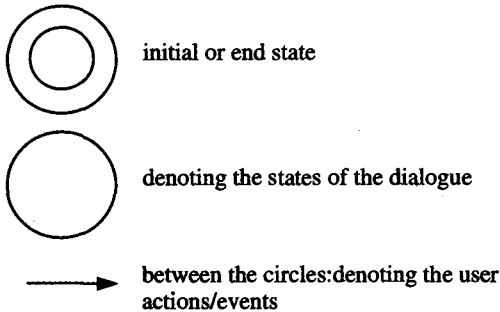 initial or end state
denoting the states of the dialogue
between the circles:denoting the user
actions/events